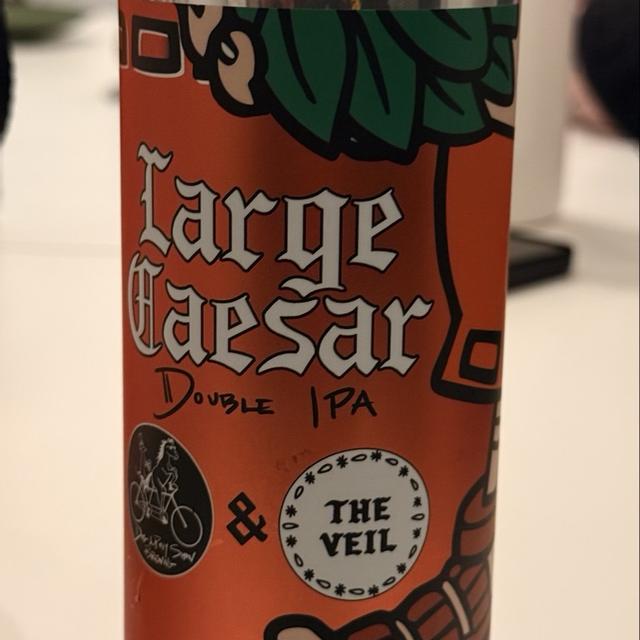 Large
Caesar
DOUBLE IPA
&
THE
VEIL